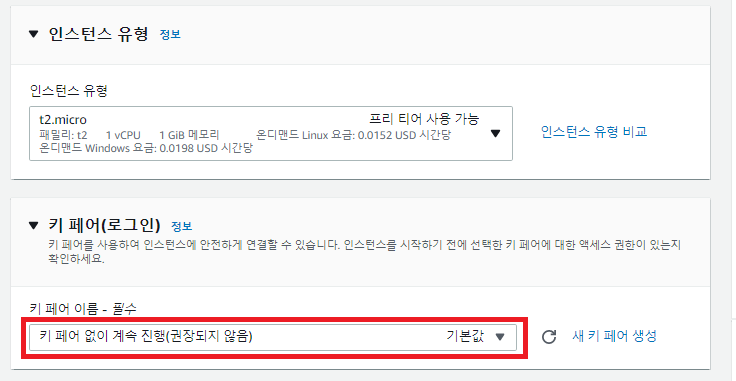 인스턴스 유형 정보
인스턴스 유형
t2.micro 프리 티어 사용 가능
패밀리: t2 1 vCPU 1 GiB 메모리 온디맨드 Linux 요금: 0.0152 USD 시간당
온디맨드 Windows 요금: 0.0198 USD 시간당
인스턴스 유형 비교
키 페어(로그인) 정보
키 페어를 사용하여 인스턴스에 안전하게 연결할 수 있습니다. 인스턴스를 시작하기 전에 선택한 키 페어에 대한 액세스 권한이 있는지
확인하세요.
키 페어 이름 - 필수
키 페어 없이 계속 진행(권장되지 않음) 기본값
새 키 페어 생성